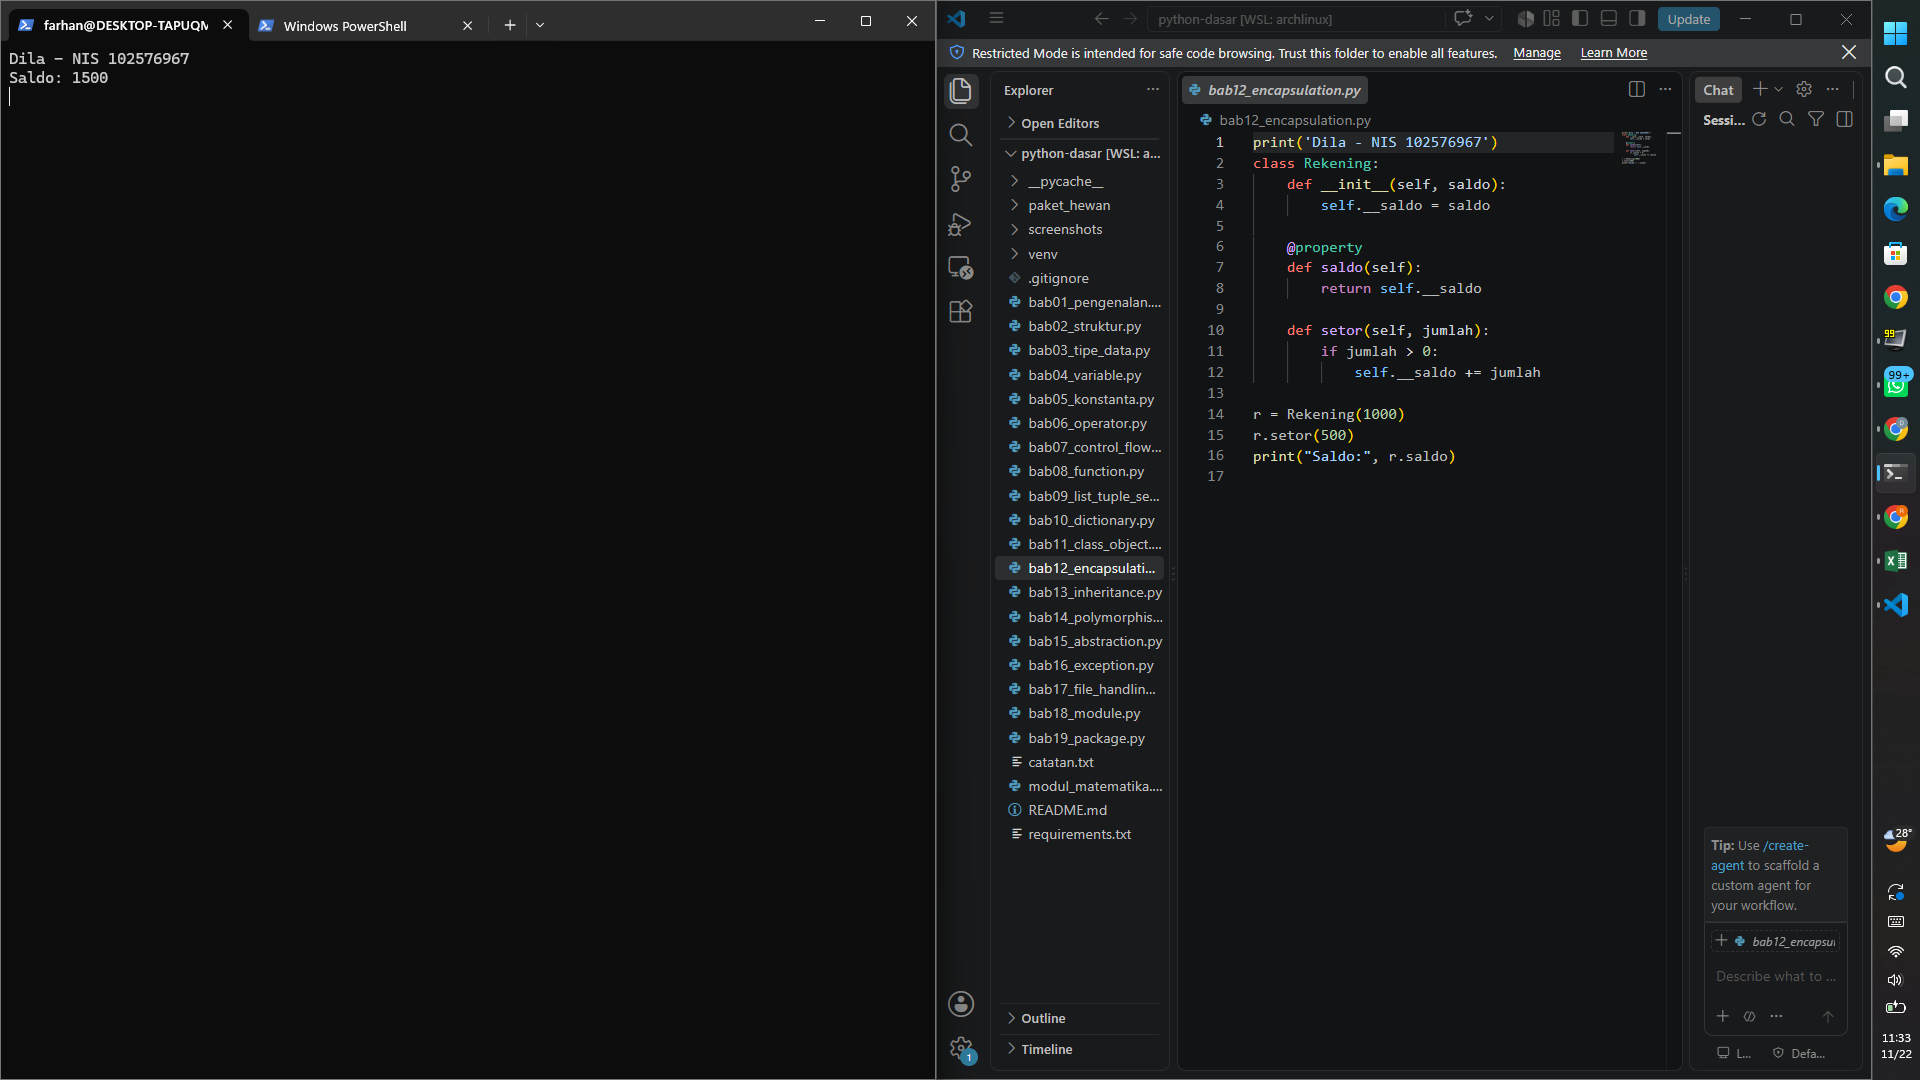 farhan@DESKTOP-TAPUQN
Windows PowerShell
Dila - NIS 102576967
Saldo: 1500
python-dasar [WSL: archlinux]
Update
Restricted Mode is intended for safe code browsing. Trust this folder to enable all features.
Manage
Learn More
Explorer
Open Editors
python-dasar [WSL: a...
__pycache__
paket_hewan
screenshots
venv
.gitignore
bab01_pengenalan....
bab02_struktur.py
bab03_tipe_data.py
bab04_variable.py
bab05_konstanta.py
bab06_operator.py
bab07_control_flow...
bab08_function.py
bab09_list_tuple_se...
bab10_dictionary.py
bab11_class_object....
bab12_encapsulati...
bab13_inheritance.py
bab14_polymorphis...
bab15_abstraction.py
bab16_exception.py
bab17_file_handlin...
bab18_module.py
bab19_package.py
catatan.txt
modul_matematika....
README.md
requirements.txt
Outline
Timeline
1
bab12_encapsulation.py
bab12_encapsulation.py
1 print('Dila - NIS 102576967')
2 class Rekening:
3     def __init__(self, saldo):
4         self.__saldo = saldo
5
6     @property
7     def saldo(self):
8         return self.__saldo
9
10     def setor(self, jumlah):
11         if jumlah > 0:
12             self.__saldo += jumlah
13
14 r = Rekening(1000)
15 r.setor(500)
16 print("Saldo:", r.saldo)
17
Chat
Sessi...
Tip: Use /create-
agent to scaffold a
custom agent for
your workflow.
bab12_encapsul
Describe what to ...
L...
Defa...
99
99+
28°
11:33
11/22